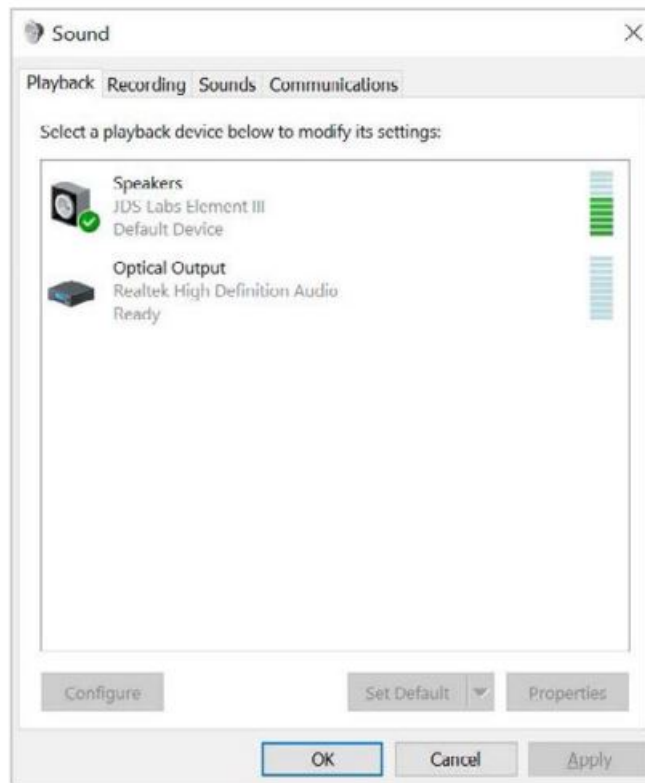 Sound
Playback Recording Sounds Communications
Select a playback device below to modify its settings:
Speakers
JDS Labs Element III
Default Device
Optical Output
Realtek High Definition Audio
Ready
Configure Set Default Properties
OK Cancel Apply